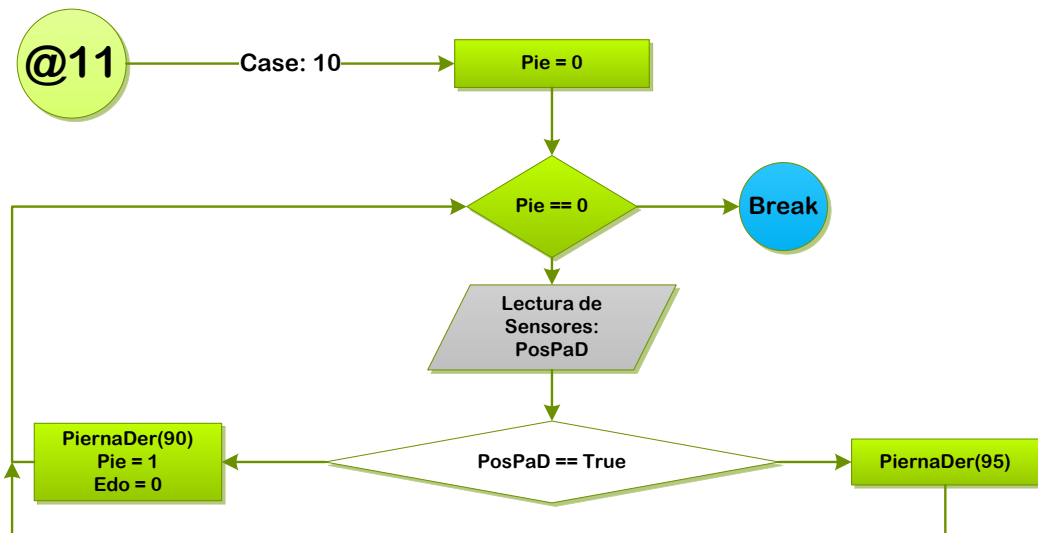 @11
Case: 10
Pie = 0
Pie == 0
Break
Lectura de
Sensores:
PosPaD
PiernaDer(90)
Pie = 1
Edo = 0
PosPaD == True
PiernaDer(95)